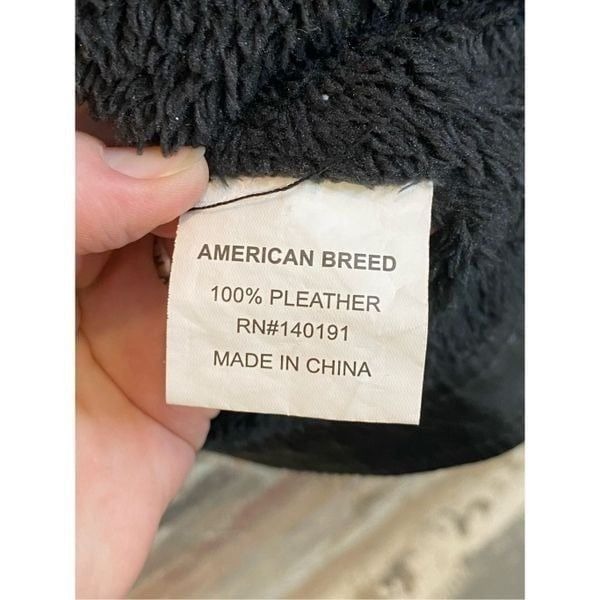 AMERICAN BREED
100% PLEATHER
RN#140191
MADE IN CHINA